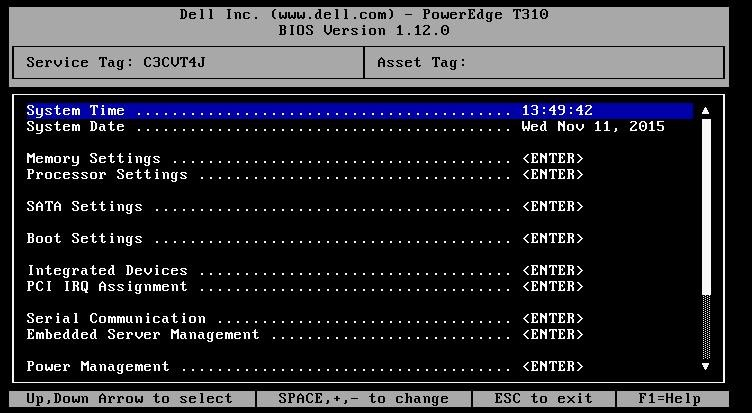 Dell Inc. (www.dell.com) - PowerEdge T310
BIOS Version 1.12.0
Service Tag: C3CVT4J Asset Tag:
System Time ......................................... 13:49:42
System Date ......................................... Wed Nov 11, 2015
Memory Settings ..................................... <ENTER>
Processor Settings .................................. <ENTER>
SATA Settings ....................................... <ENTER>
Boot Settings ....................................... <ENTER>
Integrated Devices .................................. <ENTER>
PCI IRQ Assignment .................................. <ENTER>
Serial Communication ................................ <ENTER>
Embedded Server Management .......................... <ENTER>
Power Management .................................... <ENTER>
Up,Down Arrow to select SPACE,+,- to change ESC to exit F1=Help